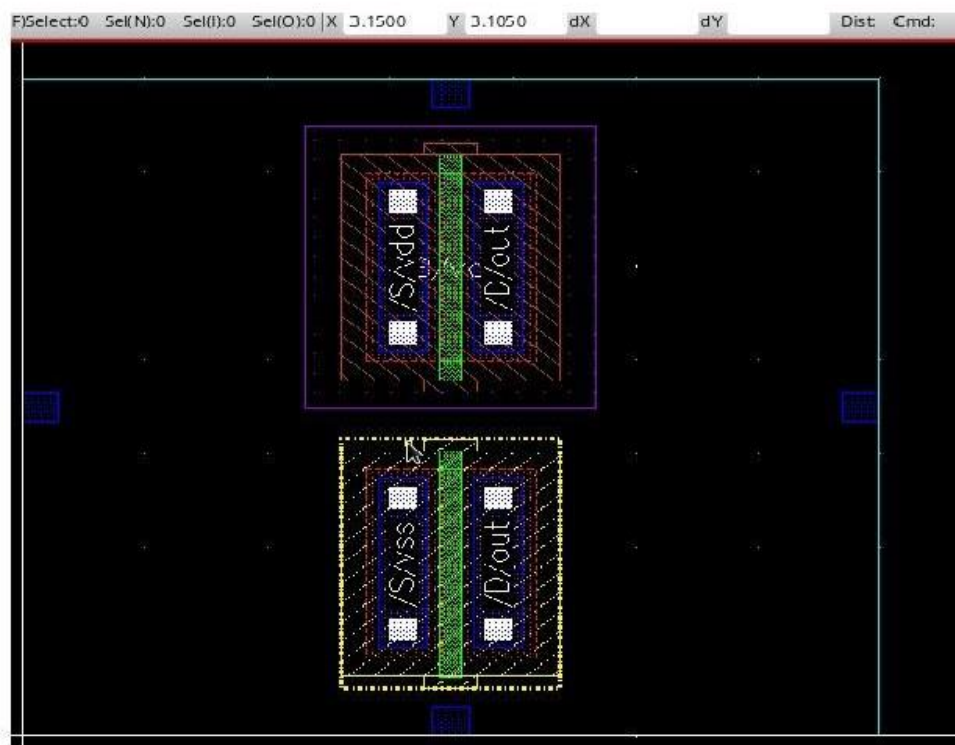 F)Select:0 Sel(N):0 Sel(I):0 Sel(O):0 X 3.1500 Y 3.1050 dX dY Dist: Cmd:
/S/vdd
/D/out
/S/vss
/D/out